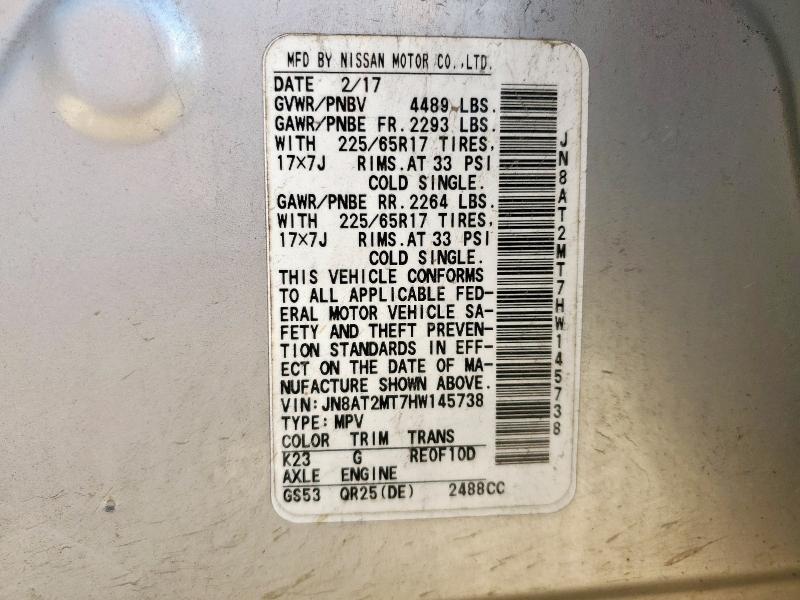 MFD BY NISSAN MOTOR CO.,LTD.
DATE 2/17
GVWR/PNBV 4489 LBS.
GAWR/PNBE FR. 2293 LBS.
WITH 225/65R17 TIRES,
17×7J RIMS.AT 33 PSI
COLD SINGLE.
GAWR/PNBE RR. 2264 LBS.
WITH 225/65R17 TIRES,
17×7J RIMS.AT 33 PSI
COLD SINGLE.
THIS VEHICLE CONFORMS
TO ALL APPLICABLE FED-
ERAL MOTOR VEHICLE SA-
FETY AND THEFT PREVEN-
TION STANDARDS IN EFF-
ECT ON THE DATE OF MA-
NUFACTURE SHOWN ABOVE.
VIN:JN8AT2MT7HW145738
TYPE:MPV
COLOR TRIM TRANS
K23 G RE0F10D
AXLE ENGINE
GS53 QR25(DE) 2488CC
JN8AT2MT7HW145738